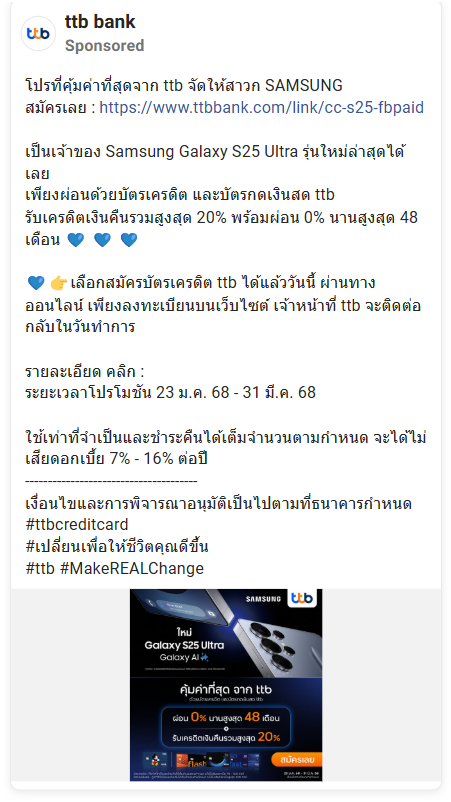 ttb
ttb bank
Sponsored
โปรที่คุ้มค่าที่สุดจาก ttb จัดให้สาวก SAMSUNG
สมัครเลย : https://www.ttbbank.com/link/cc-s25-fbpaid
เป็นเจ้าของ Samsung Galaxy S25 Ultra รุ่นใหม่ล่าสุดได้
เลย
เพียงผ่อนด้วยบัตรเครดิต และบัตรกดเงินสด ttb
รับเครดิตเงินคืนรวมสูงสุด 20% พร้อมผ่อน 0% นานสูงสุด 48
เดือน 💙 💙 💙
💙 👉 เลือกสมัครบัตรเครดิต ttb ได้แล้ววันนี้ ผ่านทาง
ออนไลน์ เพียงลงทะเบียนบนเว็บไซต์ เจ้าหน้าที่ ttb จะติดต่อ
กลับในวันทำการ
รายละเอียด คลิก :
ระยะเวลาโปรโมชัน 23 ม.ค. 68 - 31 มี.ค. 68
ใช้เท่าที่จำเป็นและชำระคืนได้เต็มจำนวนตามกำหนด จะได้ไม่
เสียดอกเบี้ย 7% - 16% ต่อปี
--------------------------------------
เงื่อนไขและการพิจารณาอนุมัติเป็นไปตามที่ธนาคารกำหนด
#ttbcreditcard
#เปลี่ยนเพื่อให้ชีวิตคุณดีขึ้น
#ttb #MakeREALChange
SAMSUNG ttb
ใหม่
Galaxy S25 Ultra
Galaxy AI
คุ้มค่าที่สุด จาก ttb
ผ่อน 0% นานสูงสุด 48 เดือน
รับเครดิตเงินคืนรวมสูงสุด 20%
flash
สมัครเลย